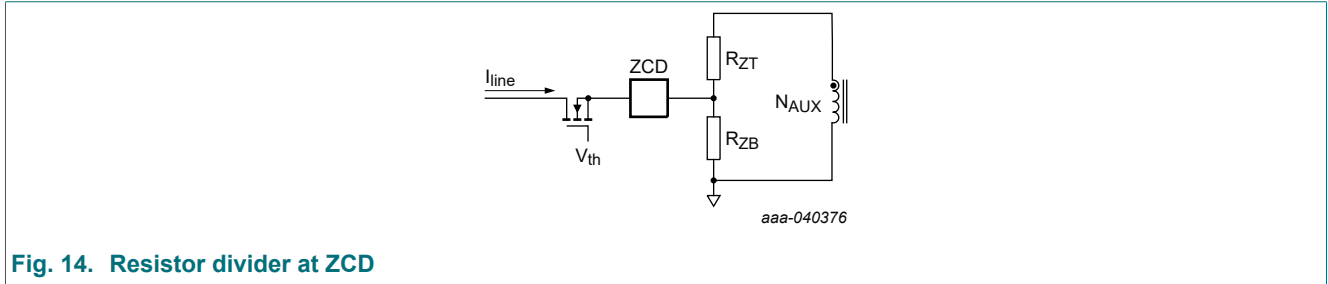 R_ZT
ZCD
I_line
N_AUX
R_ZB
V_th
aaa-040376
Fig. 14. Resistor divider at ZCD